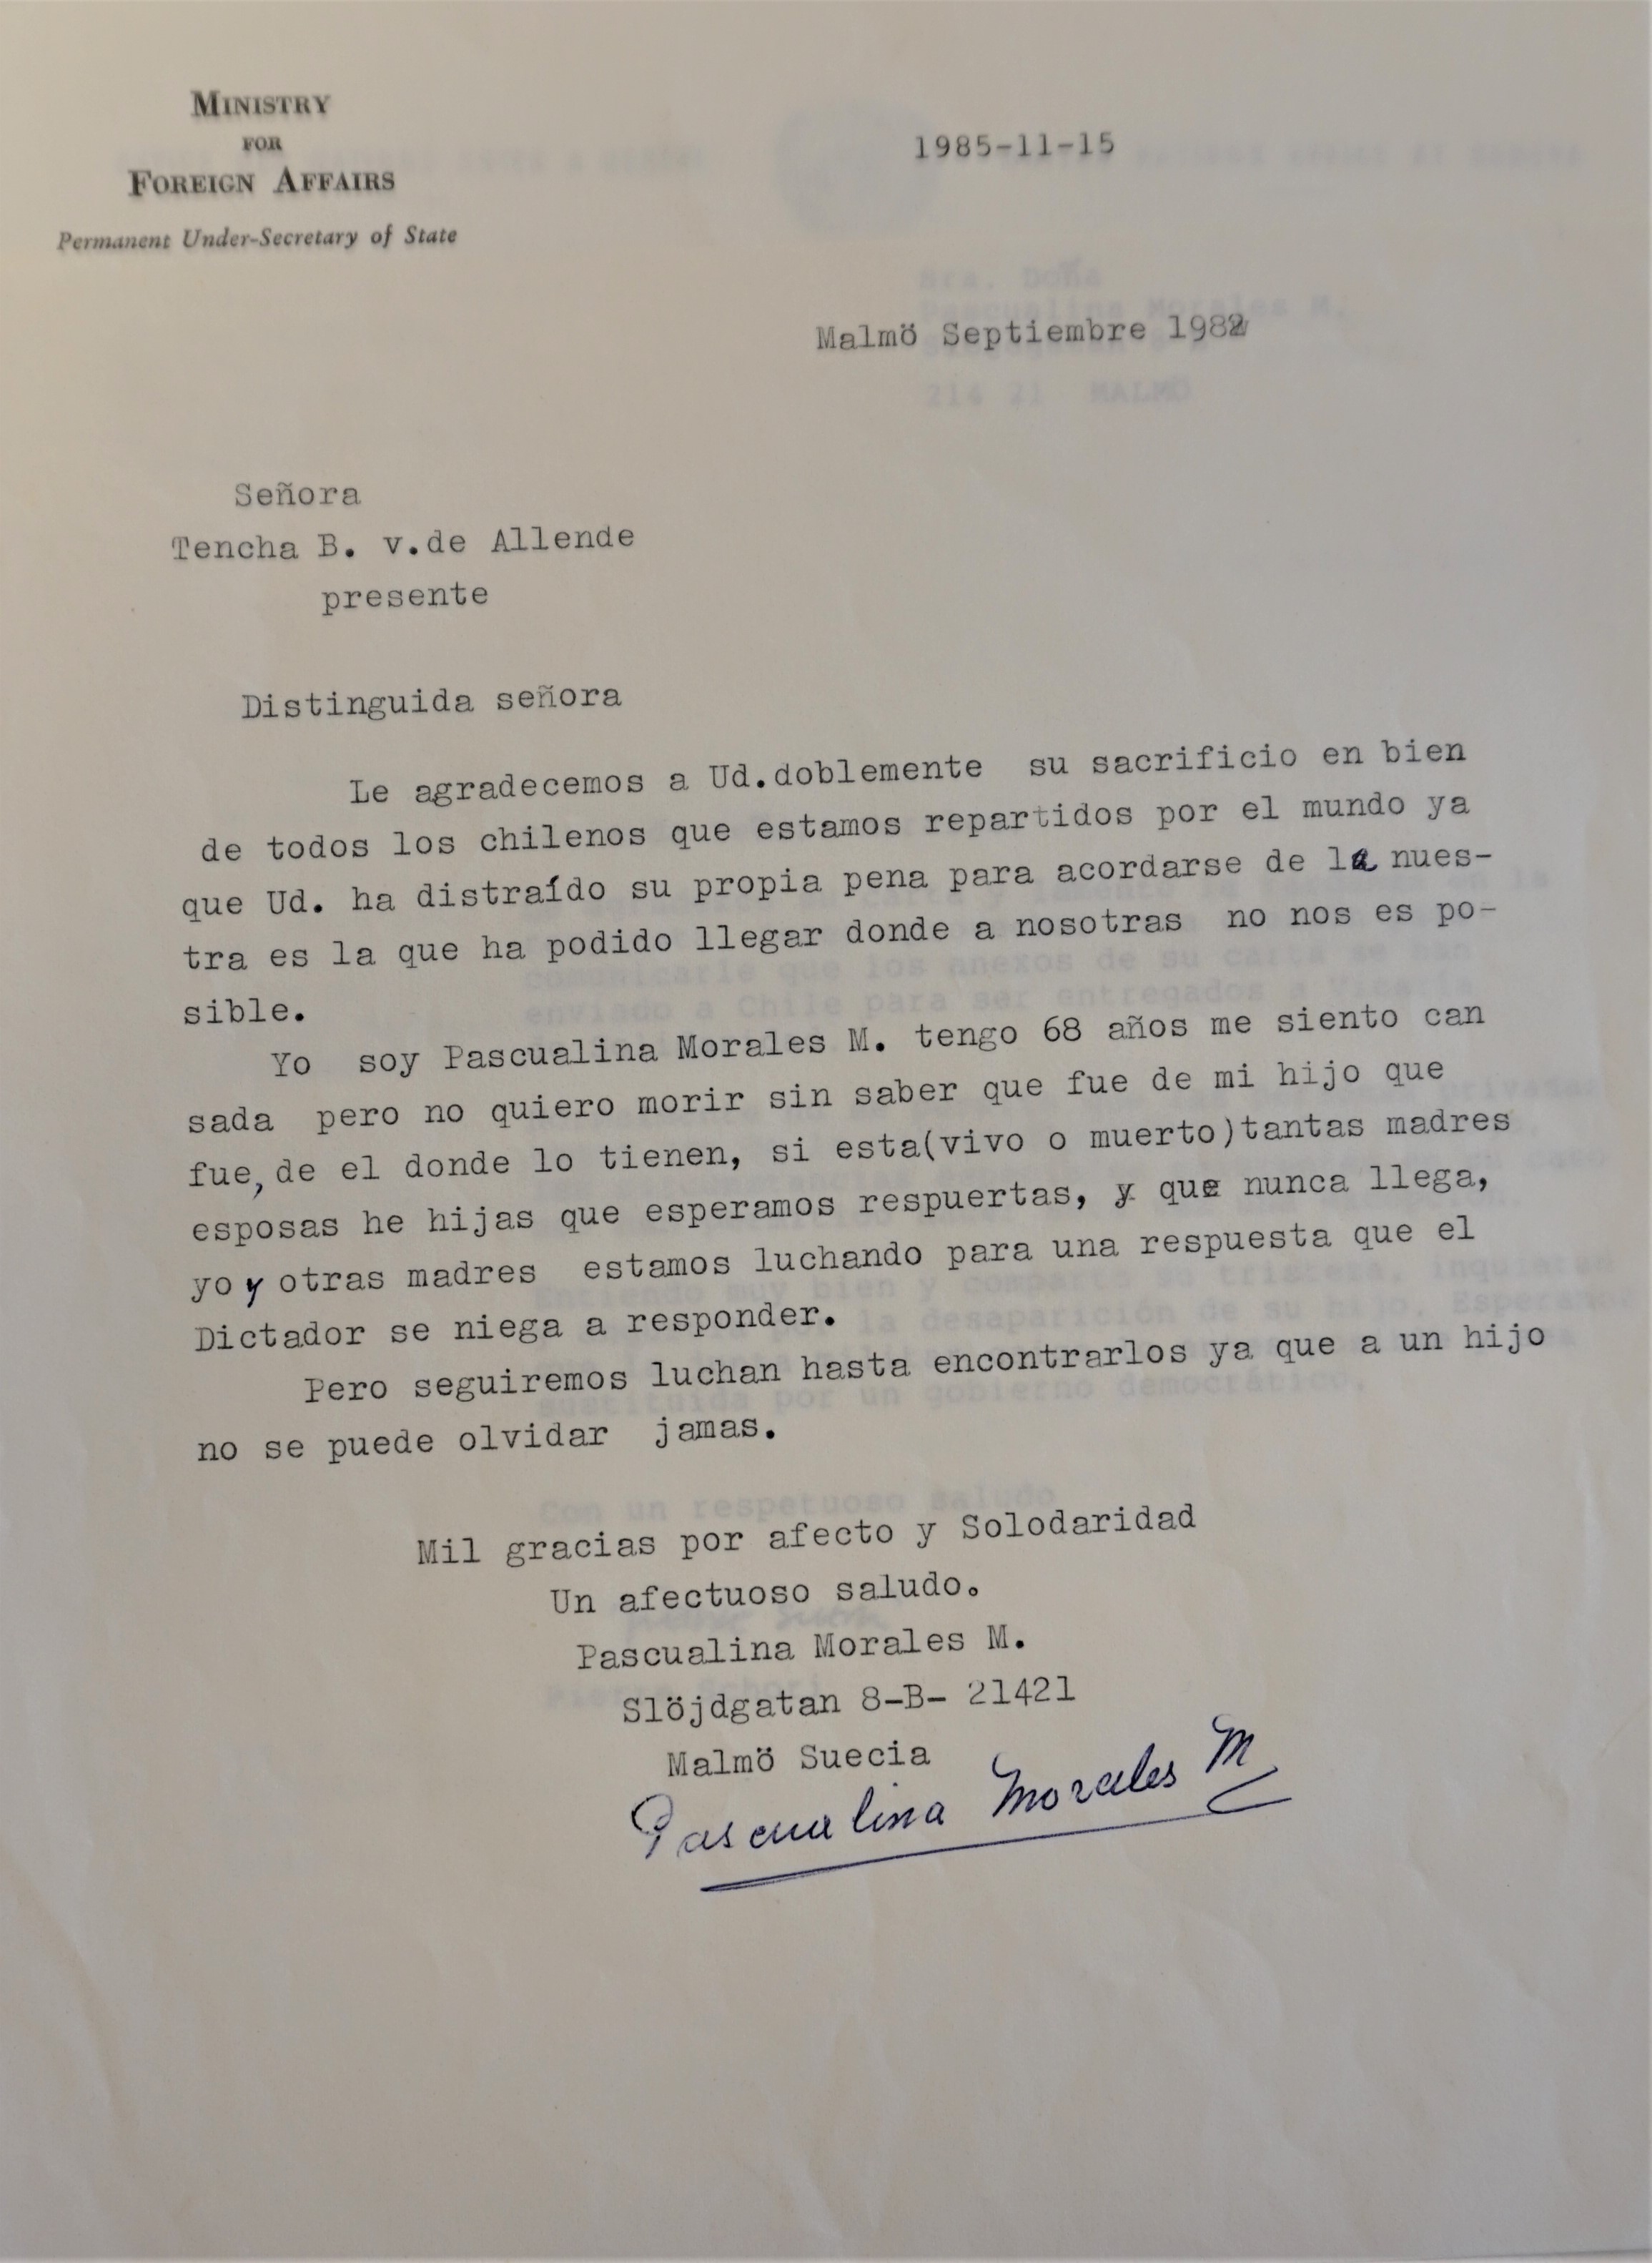 MINISTRY
FOR
FOREIGN AFFAIRS
Permanent Under-Secretary of State
1985-11-15
Malmö Septiembre 1982
Señora
Tencha B. v.de Allende
presente
Distinguida señora
Le agradecemos a Ud.doblemente su sacrificio en bien
de todos los chilenos que estamos repartidos por el mundo ya
que Ud. ha distraído su propia pena para acordarse de la nues-
tra es la que ha podido llegar donde a nosotras no nos es po-
sible.
Yo soy Pascualina Morales M. tengo 68 años me siento can
sada pero no quiero morir sin saber que fue de mi hijo que
fue, de el donde lo tienen, si esta(vivo o muerto)tantas madres
esposas he hijas que esperamos respuertas, y que nunca llega,
yo y otras madres estamos luchando para una respuesta que el
Dictador se niega a responder.
Pero seguiremos luchan hasta encontrarlos ya que a un hijo
no se puede olvidar jamas.
Mil gracias por afecto y Solodaridad
Un afectuoso saludo.
Pascualina Morales M.
Slöjdgatan 8-B- 21421
Malmö Suecia
Pascualina Morales M